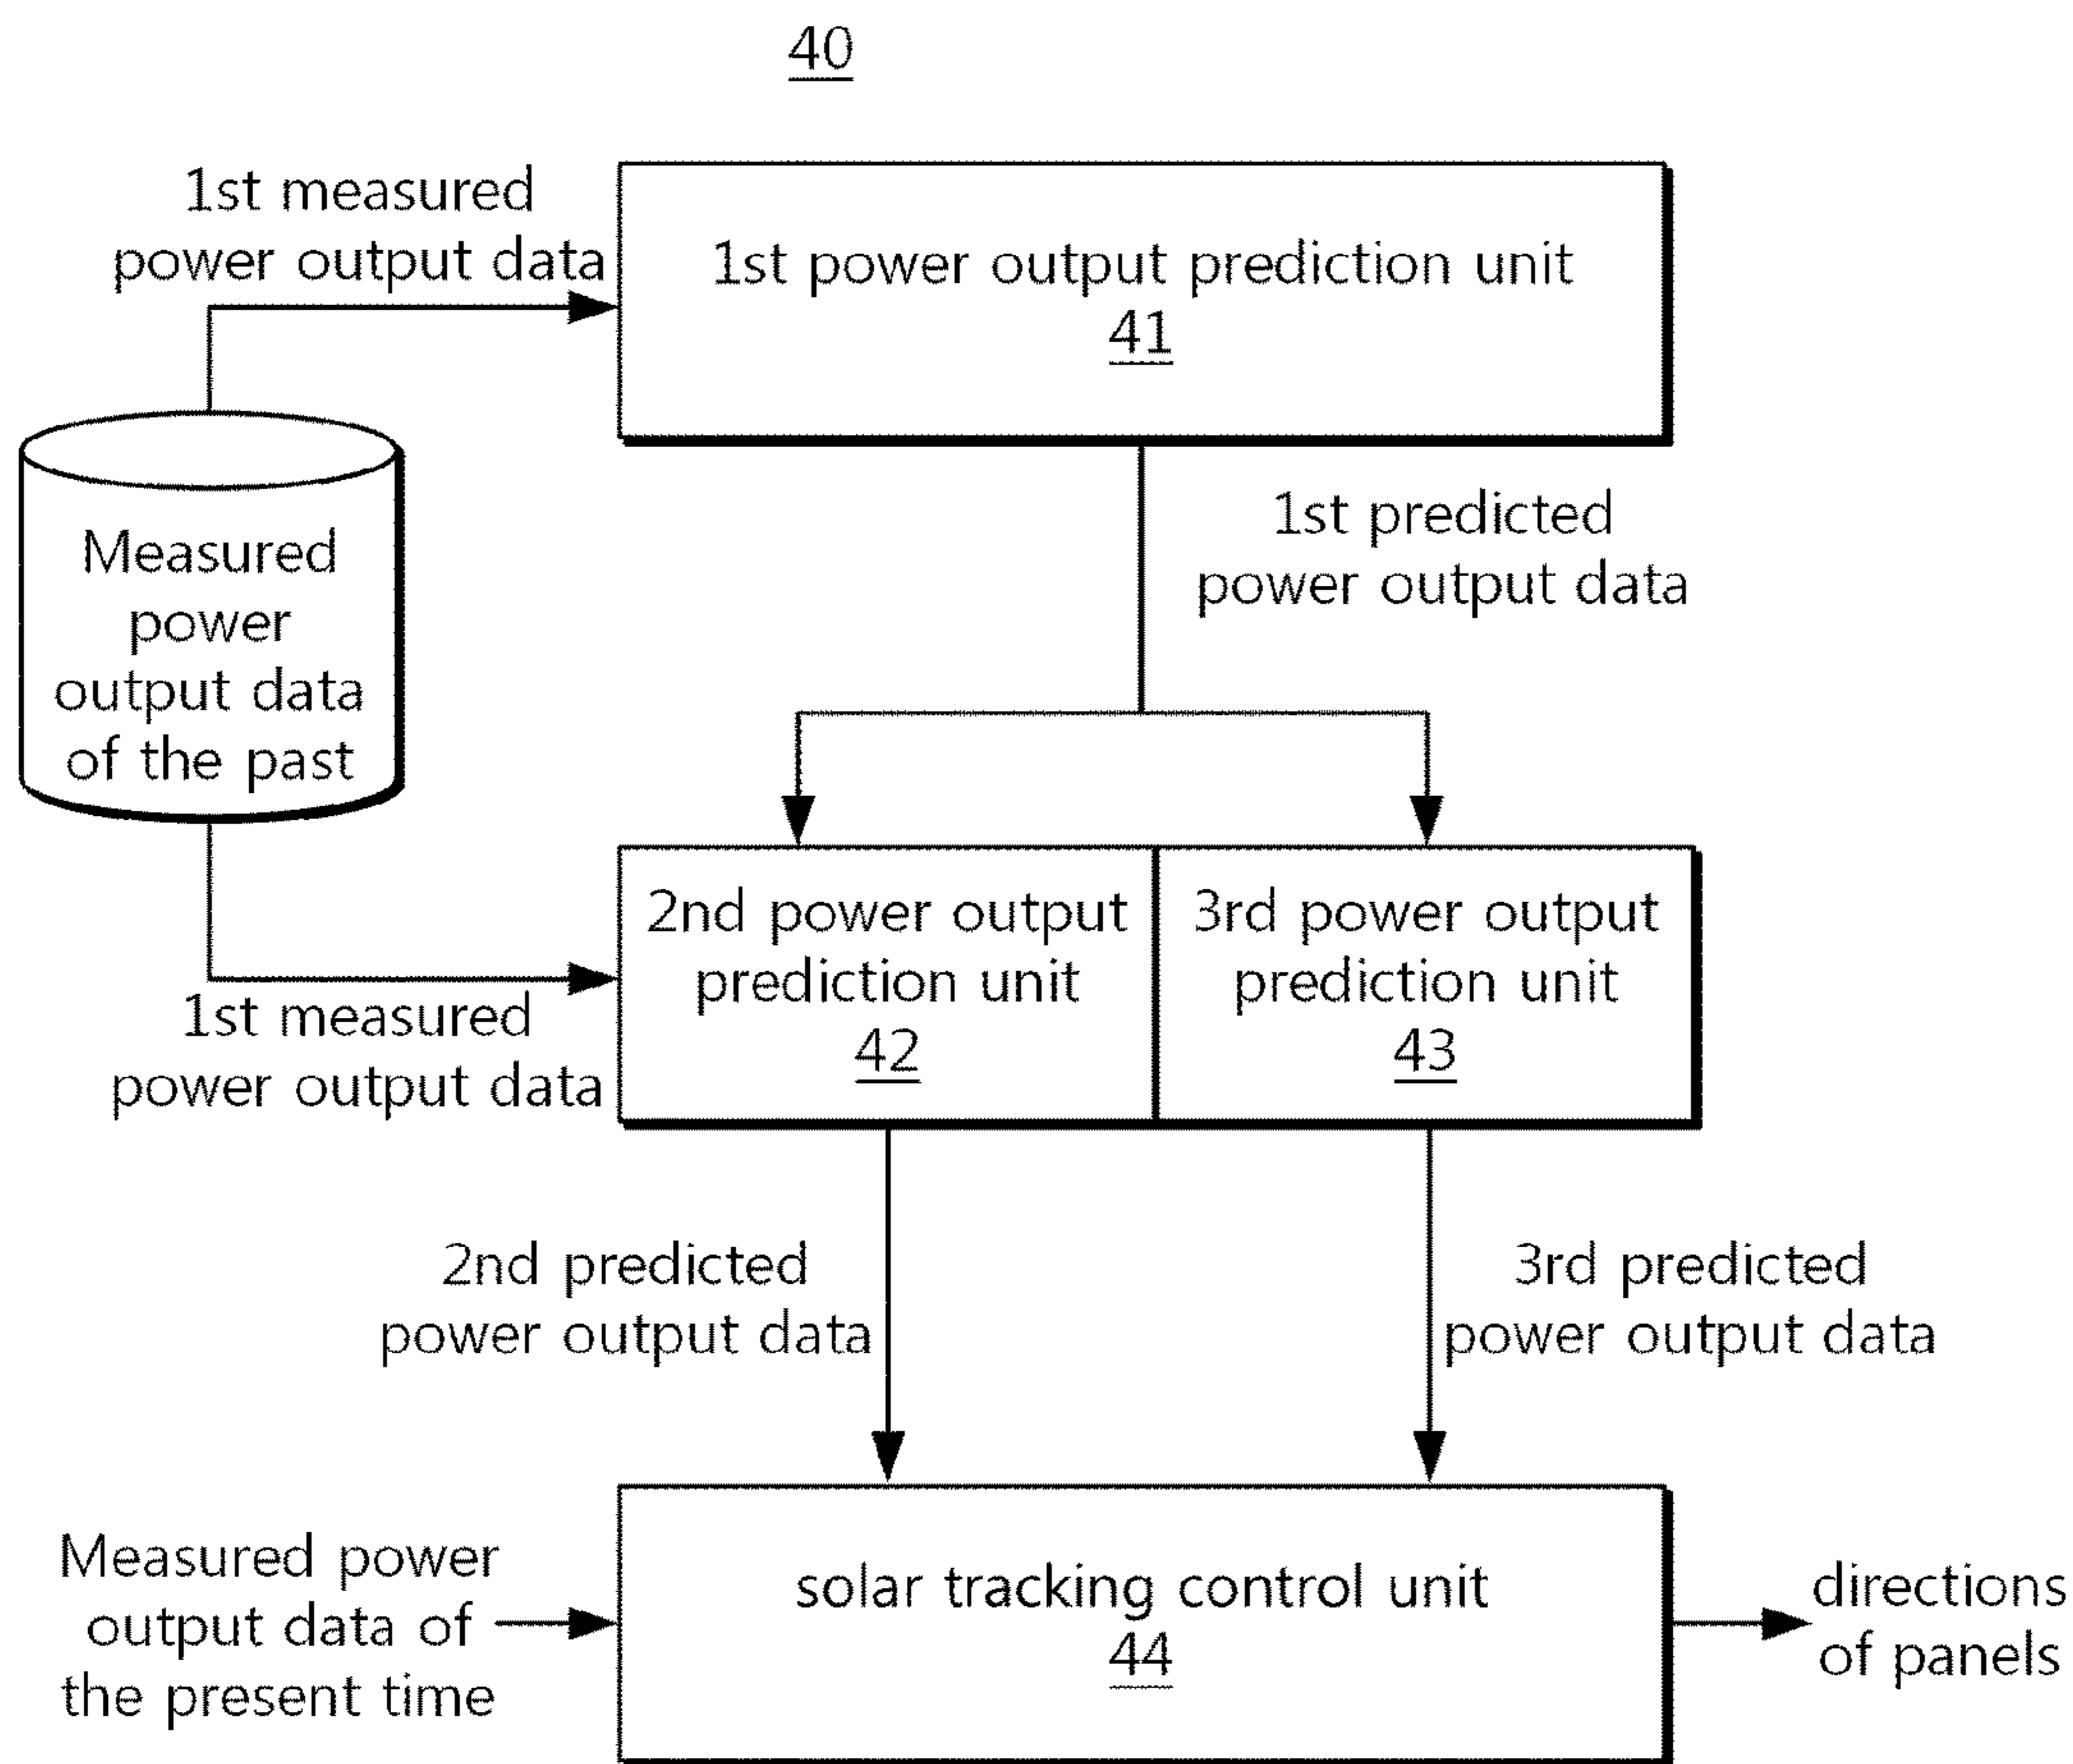 40
1st measured
power output data
1st power output prediction unit
41
Measured
power
output data
of the past
1st predicted
power output data
2nd power output
prediction unit
42
3rd power output
prediction unit
43
1st measured
power output data
2nd predicted
power output data
3rd predicted
power output data
Measured power
output data of
the present time
solar tracking control unit
44
directions
of panels